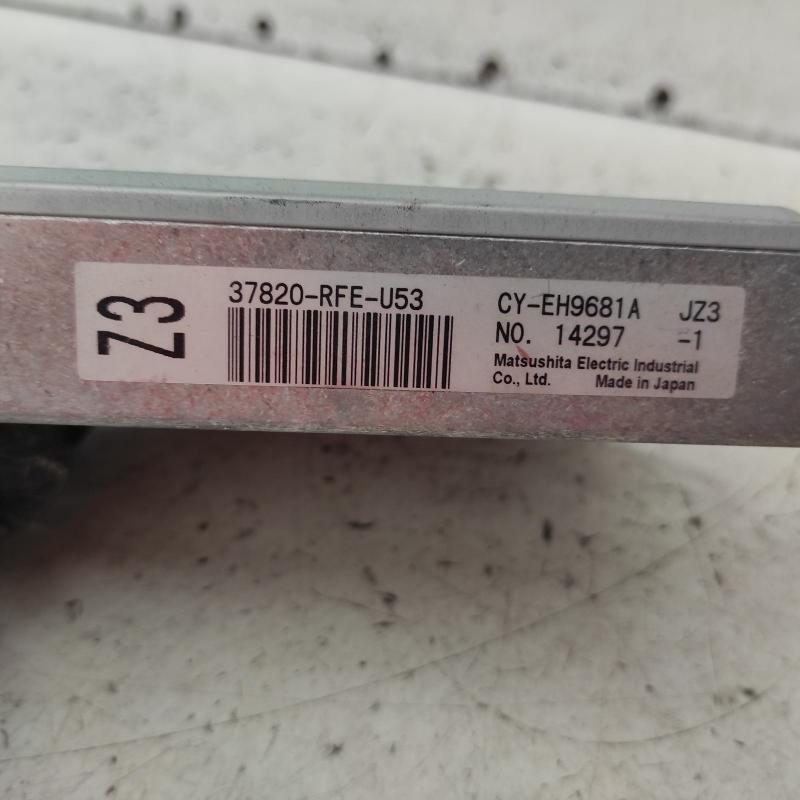 Z3
37820-RFE-U53
CY-EH9681A JZ3
NO. 14297 -1
Matsushita Electric Industrial
Co., Ltd. Made in Japan